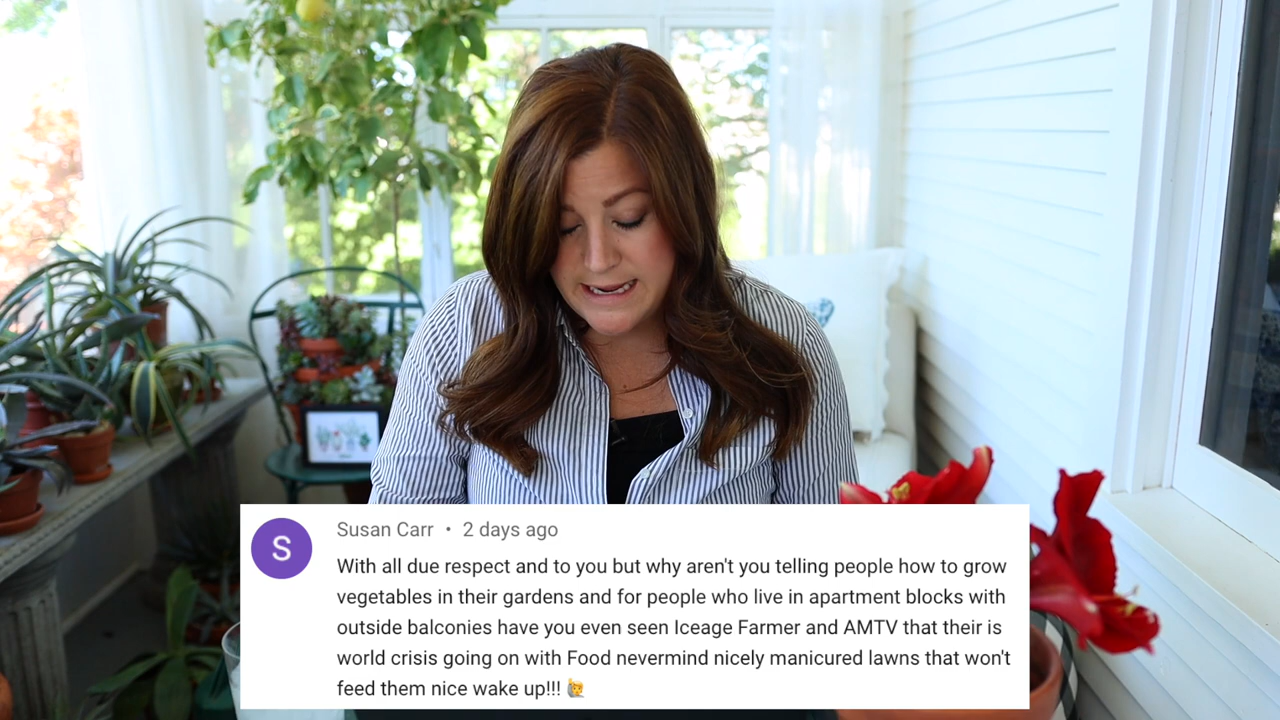 S
Susan Carr • 2 days ago
With all due respect and to you but why aren't you telling people how to grow
vegetables in their gardens and for people who live in apartment blocks with
outside balconies have you even seen Iceage Farmer and AMTV that their is
world crisis going on with Food nevermind nicely manicured lawns that won't
feed them nice wake up!!! 🙋